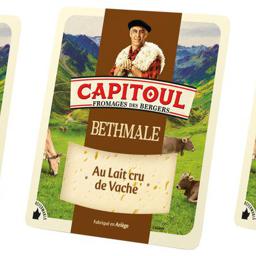 CAPITOUL
FROMAGES DES BERGERS
BETHMALE
Au Lait cru
de Vache
Fabriqué en Ariège